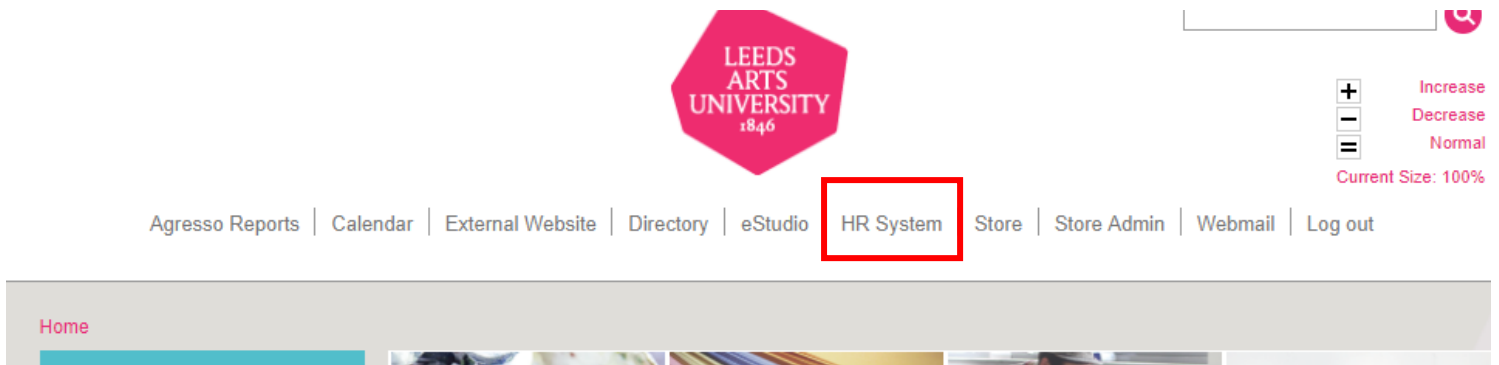 LEEDS
ARTS
UNIVERSITY
1846
+ Increase
− Decrease
= Normal
Current Size: 100%
Agresso Reports | Calendar | External Website | Directory | eStudio HR System Store | Store Admin | Webmail | Log out
Home